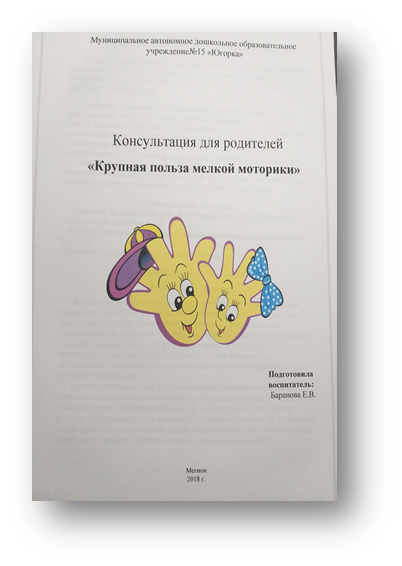 Муниципальное автономное дошкольное образовательное
учреждение№15 «Югорка»
Консультация для родителей
«Крупная польза мелкой моторики»
Подготовила
воспитатель:
Баранова Е.В.
Мегион
2018 г.